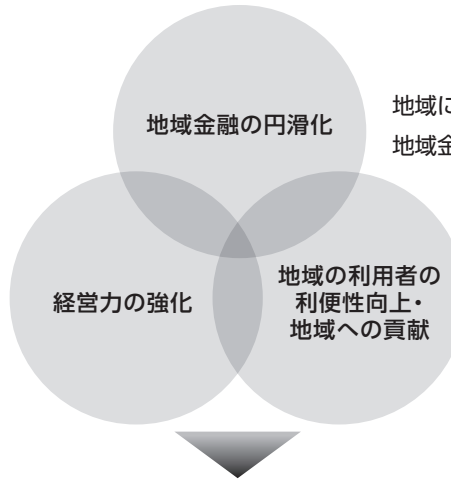 地域金融の円滑化
地域に
地域金
経営力の強化
地域の利用者の
利便性向上・
地域への貢献